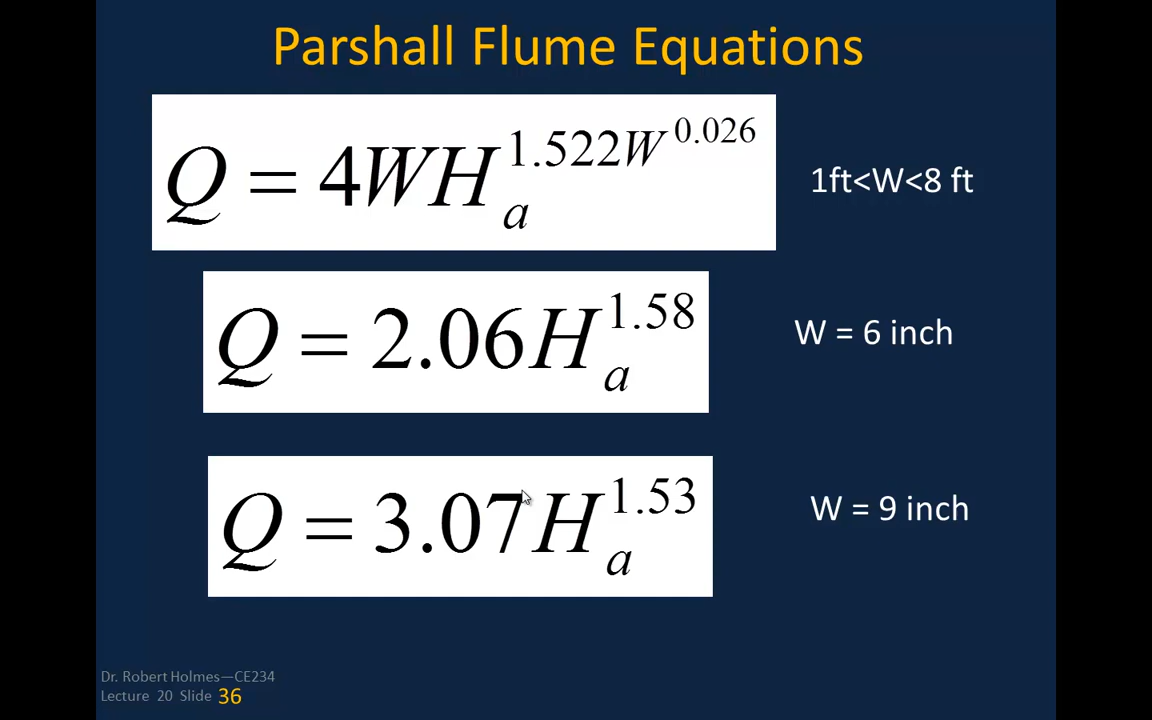 Parshall Flume Equations
Q = 4WH_a^{1.522W^{0.026}}
1ft<W<8 ft
Q = 2.06H_a^{1.58}
W = 6 inch
Q = 3.07H_a^{1.53}
W = 9 inch
Dr. Robert Holmes—CE234
Lecture 20 Slide 36